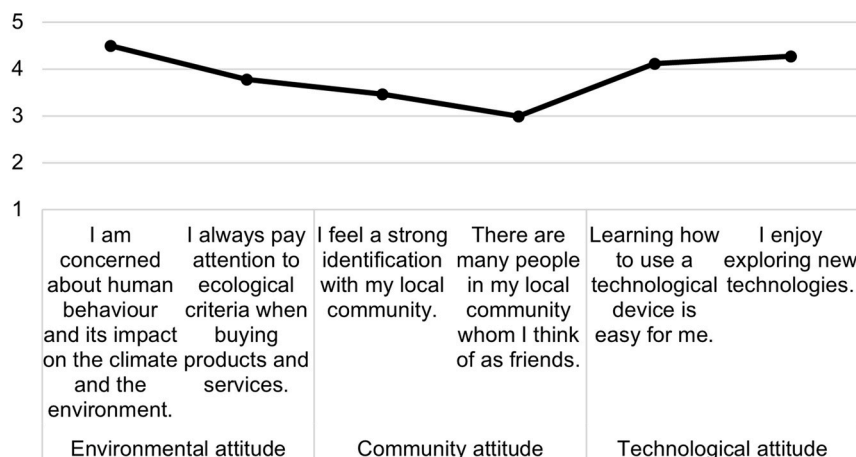 5
4
3
2
1
I am
concerned
about human
behaviour
and its impact
on the climate
and the
environment.
I always pay
attention to
ecological
criteria when
buying
products and
services.
I feel a strong
identification
with my local
community.
There are
many people
in my local
community
whom I think
of as friends.
Learning how
to use a
technological
device is
easy for me.
I enjoy
exploring new
technologies.
Environmental attitude
Community attitude
Technological attitude